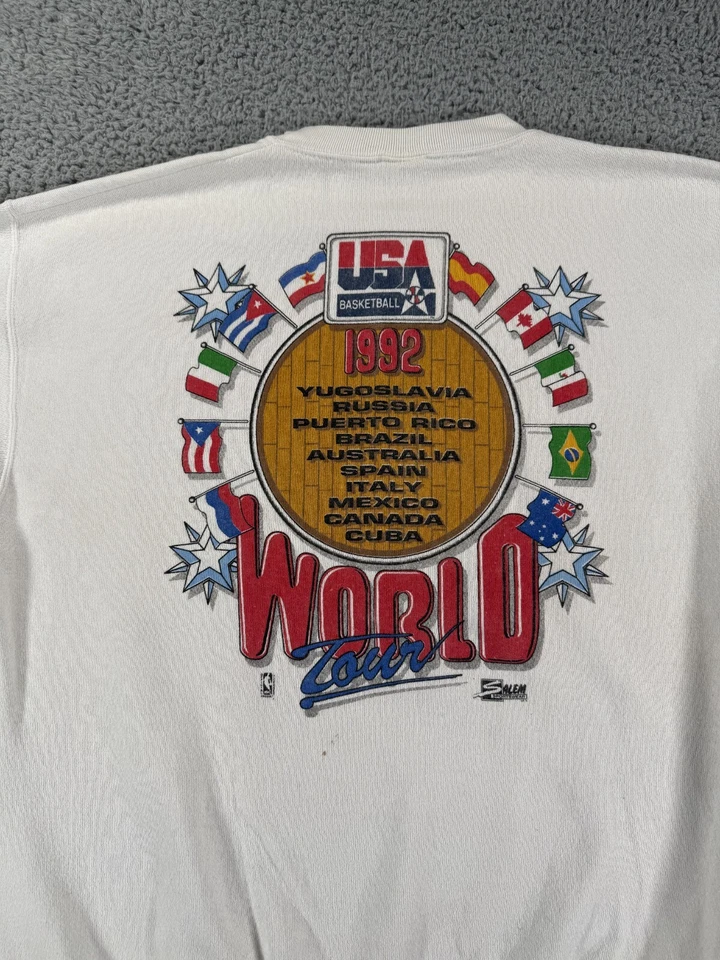 USA
BASKETBALL
1992
YUGOSLAVIA
RUSSIA
PUERTO RICO
BRAZIL
AUSTRALIA
SPAIN
ITALY
MEXICO
CANADA
CUBA
WORLD
Tour
SALEM